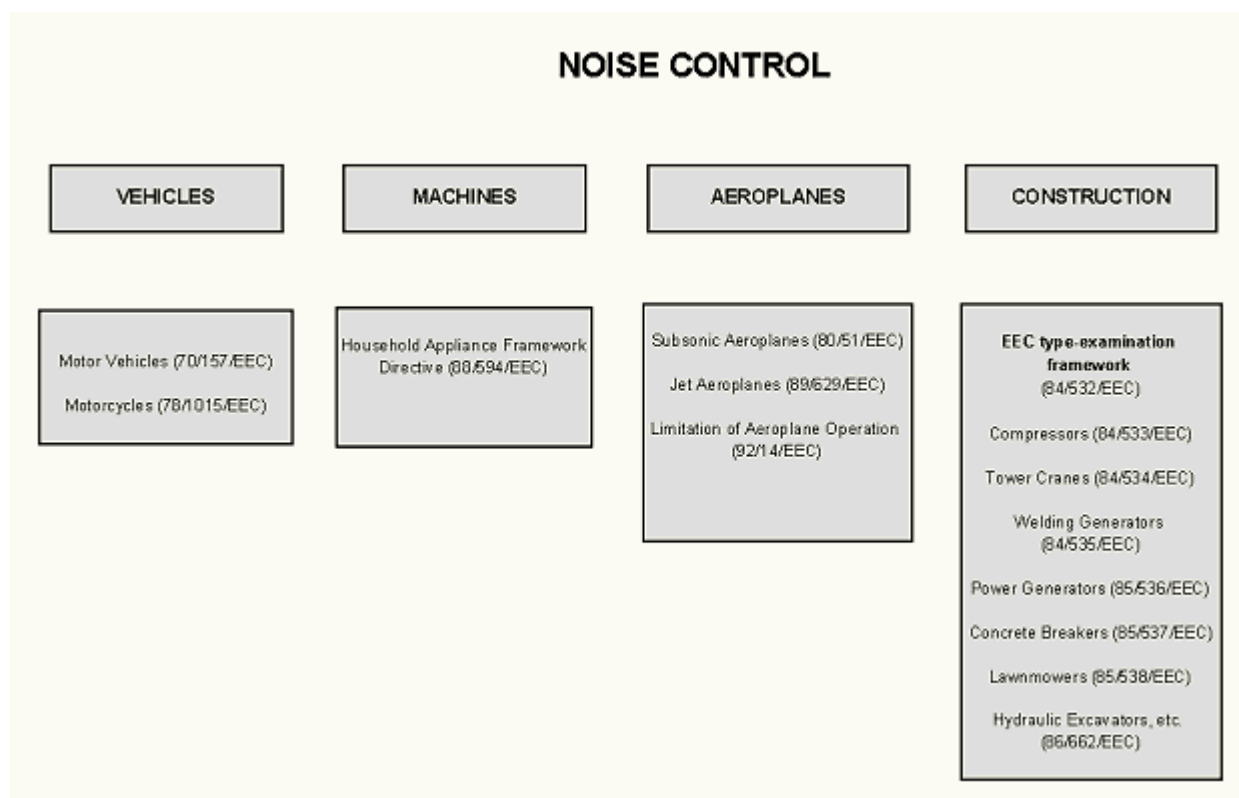 NOISE CONTROL
VEHICLES
MACHINES
AEROPLANES
CONSTRUCTION
Motor Vehicles (70/157/EEC)
Motorcycles (78/1015/EEC)
Household Appliance Framework
Directive (88/594/EEC)
Subsonic Aeroplanes (80/51/EEC)
Jet Aeroplanes (89/629/EEC)
Limitation of Aeroplane Operation
(92/14/EEC)
EEC type-examination
framework
(84/532/EEC)
Compressors (84/533/EEC)
Tower Cranes (84/534/EEC)
Welding Generators
(84/535/EEC)
Power Generators (85/536/EEC)
Concrete Breakers (85/537/EEC)
Lawnmowers (85/538/EEC)
Hydraulic Excavators, etc.
(86/662/EEC)